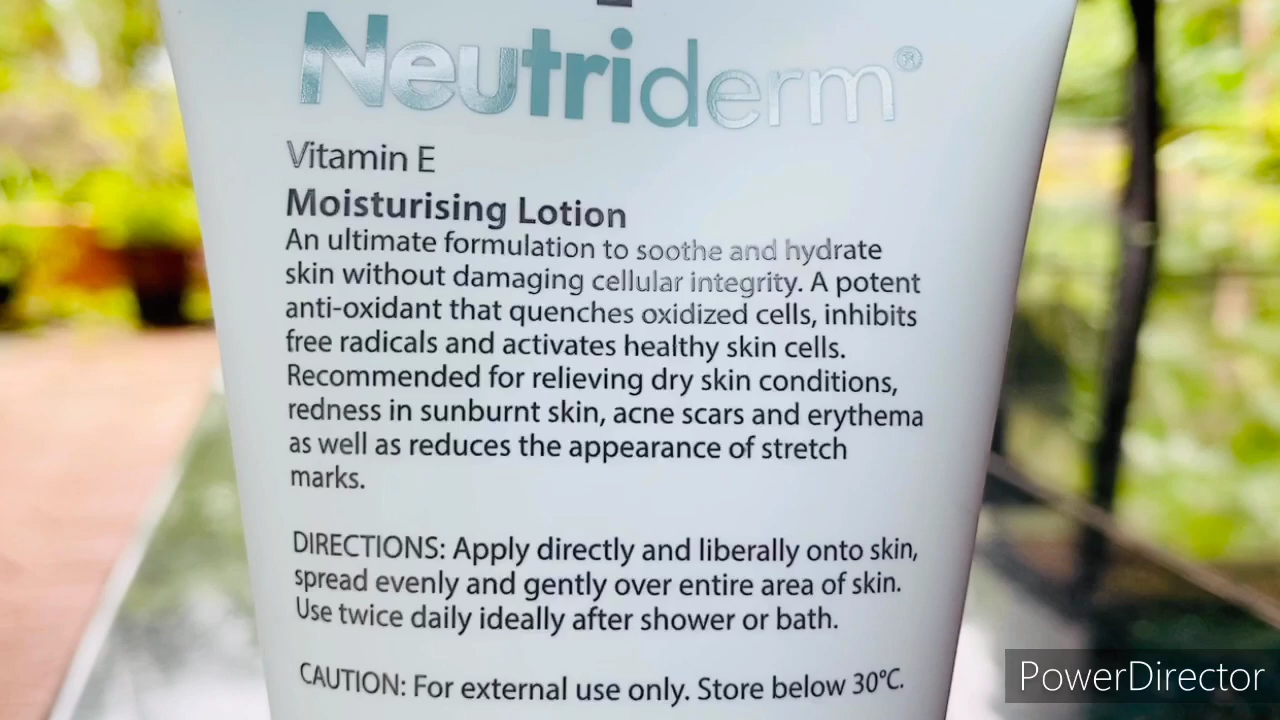 Neutriderm®
Vitamin E
Moisturising Lotion
An ultimate formulation to soothe and hydrate
skin without damaging cellular integrity. A potent
anti-oxidant that quenches oxidized cells, inhibits
free radicals and activates healthy skin cells.
Recommended for relieving dry skin conditions,
redness in sunburnt skin, acne scars and erythema
as well as reduces the appearance of stretch
marks.
DIRECTIONS: Apply directly and liberally onto skin,
spread evenly and gently over entire area of skin.
Use twice daily ideally after shower or bath.
CAUTION: For external use only. Store below 30°C.
PowerDirector